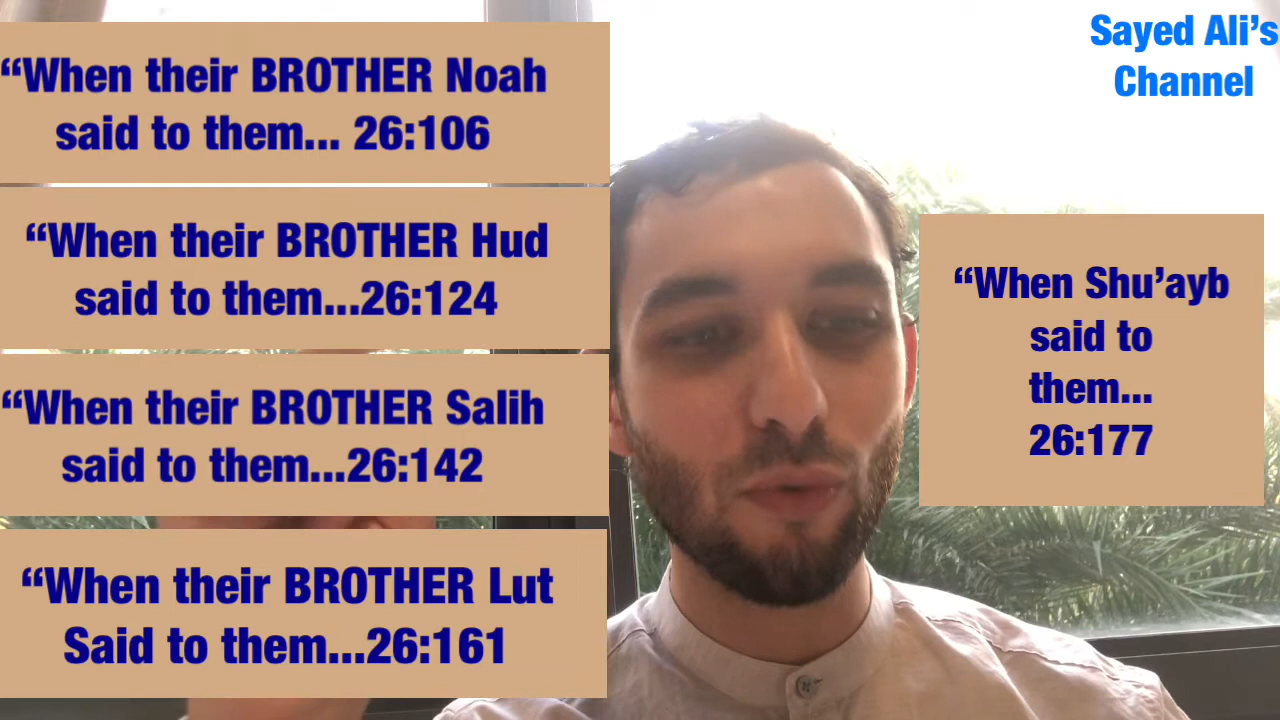 “When their BROTHER Noah
said to them... 26:106
“When their BROTHER Hud
said to them...26:124
“When their BROTHER Salih
said to them...26:142
“When their BROTHER Lut
Said to them...26:161
Sayed Ali’s
Channel
“When Shu’ayb
said to
them...
26:177